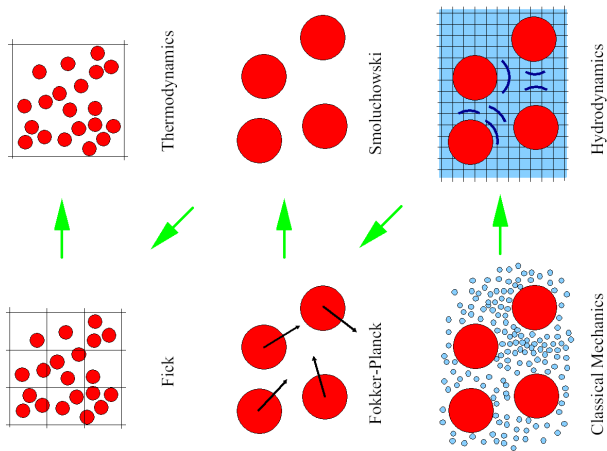 Thermodynamics
Smoluchowski
Hydrodynamics
Fick
Fokker-Planck
Classical Mechanics